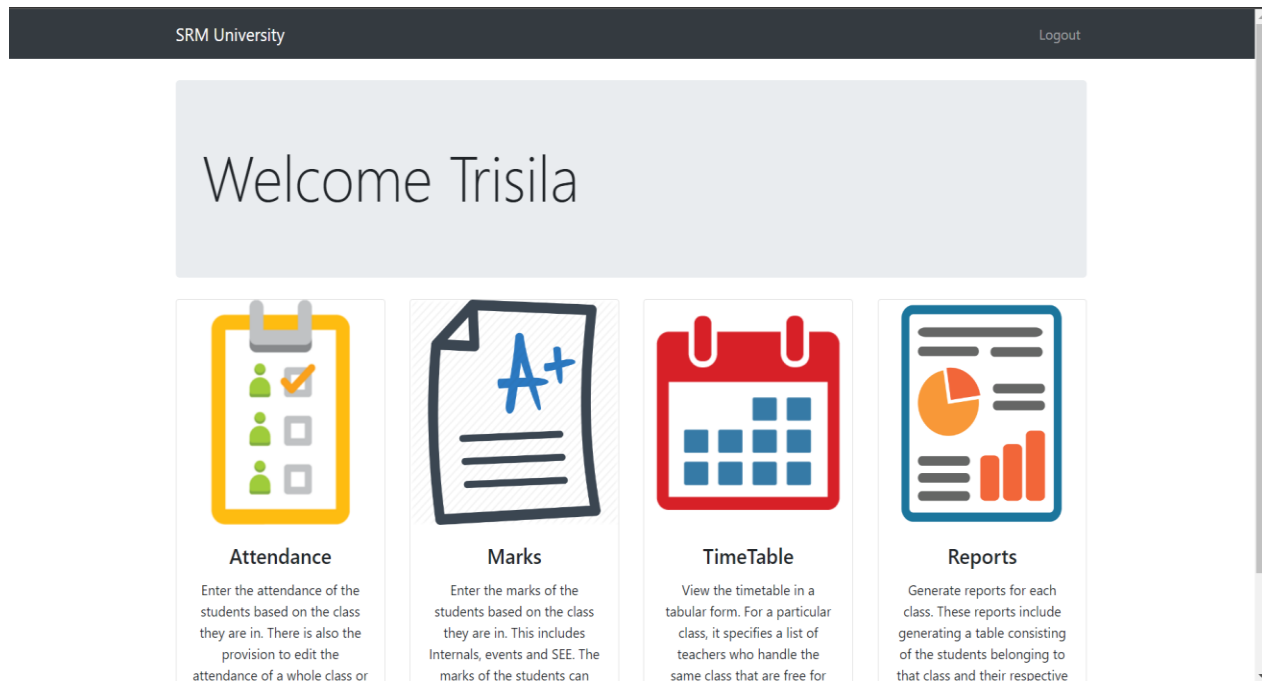 SRM University
Logout
Welcome Trisila
A+
Attendance
Enter the attendance of the
students based on the class
they are in. There is also the
provision to edit the
attendance of a whole class or
Marks
Enter the marks of the
students based on the class
they are in. This includes
Internals, events and SEE. The
marks of the students can
TimeTable
View the timetable in a
tabular form. For a particular
class, it specifies a list of
teachers who handle the
same class that are free for
Reports
Generate reports for each
class. These reports include
generating a table consisting
of the students belonging to
that class and their respective